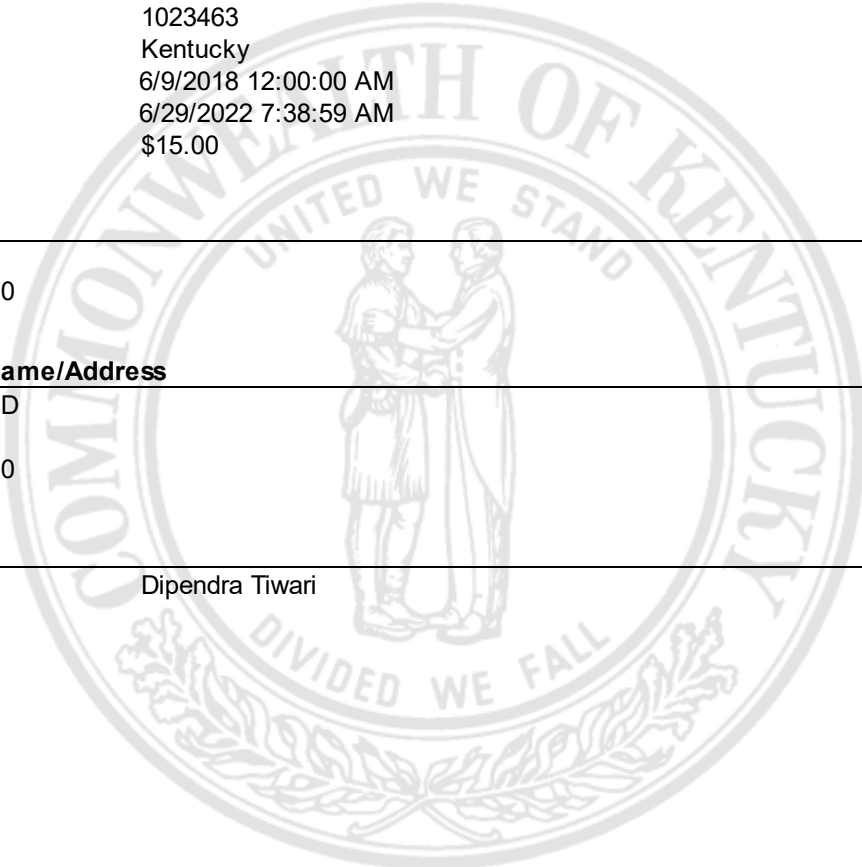 1023463
Kentucky
6/9/2018 12:00:00 AM
6/29/2022 7:38:59 AM
$15.00
COMMONWEALTH OF KENTUCKY
UNITED WE STAND
0
ame/Address
D
0
Dipendra Tiwari
DIVIDED WE FALL